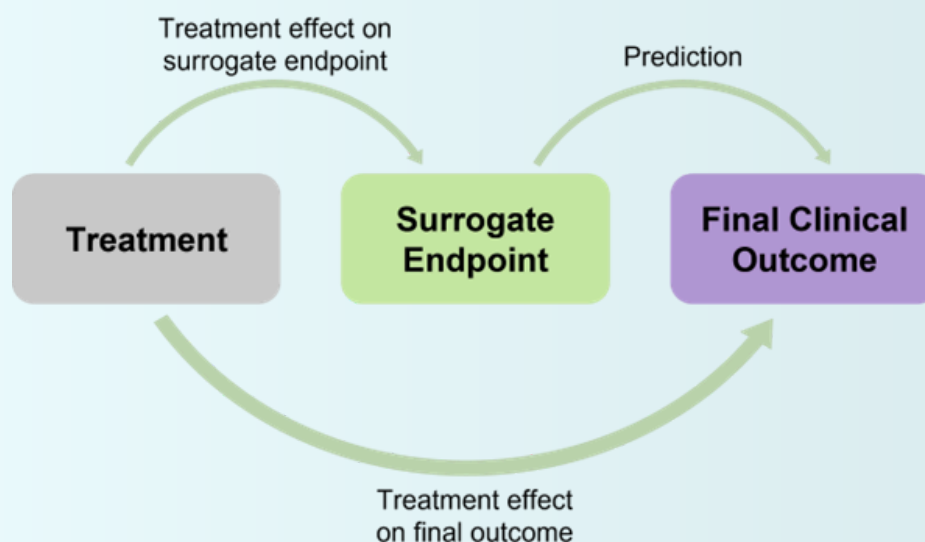 Treatment effect on
surrogate endpoint
Prediction
Treatment
Surrogate
Endpoint
Final Clinical
Outcome
Treatment effect
on final outcome